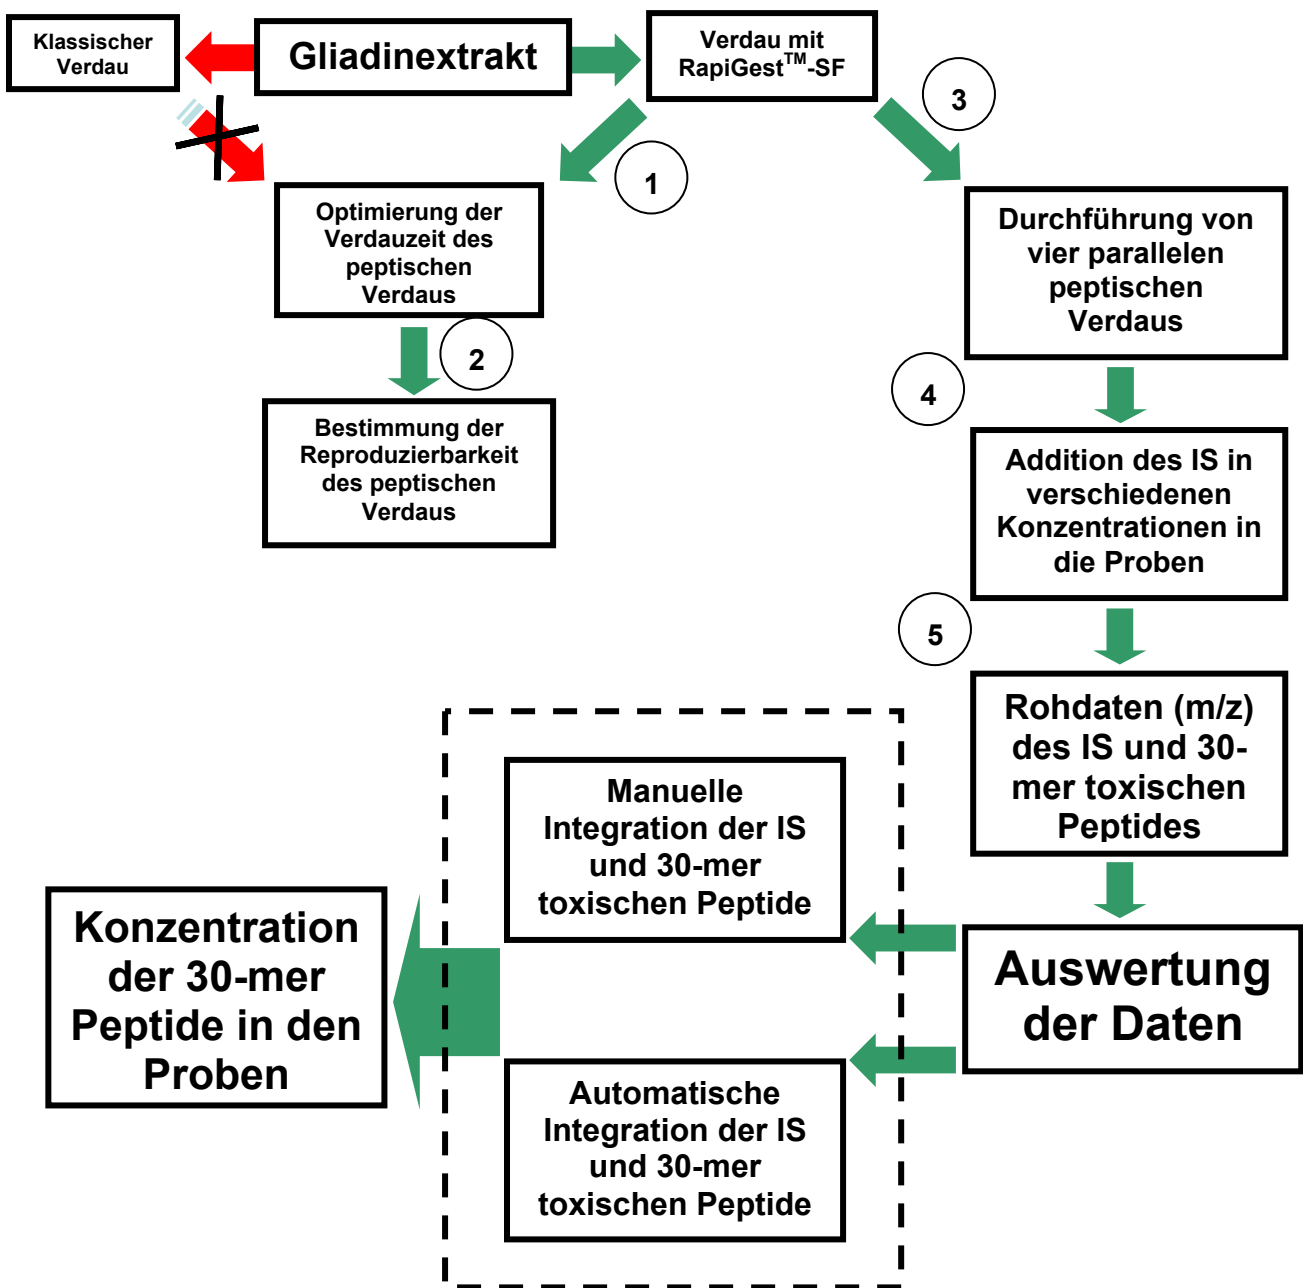 Klassischer
Verdau
Gliadinextrakt
Verdau mit
RapiGest™-SF
3
1
Optimierung der
Verdauzeit des
peptischen
Verdaus
Durchführung von
vier parallelen
peptischen
Verdaus
2
4
Bestimmung der
Reproduzierbarkeit
des peptischen
Verdaus
Addition des IS in
verschiedenen
Konzentrationen in
die Proben
5
Rohdaten (m/z)
des IS und 30-
mer toxischen
Peptides
Manuelle
Integration der IS
und 30-mer
toxischen Peptide
Konzentration
der 30-mer
Peptide in den
Proben
Auswertung
der Daten
Automatische
Integration der IS
und 30-mer
toxischen Peptide